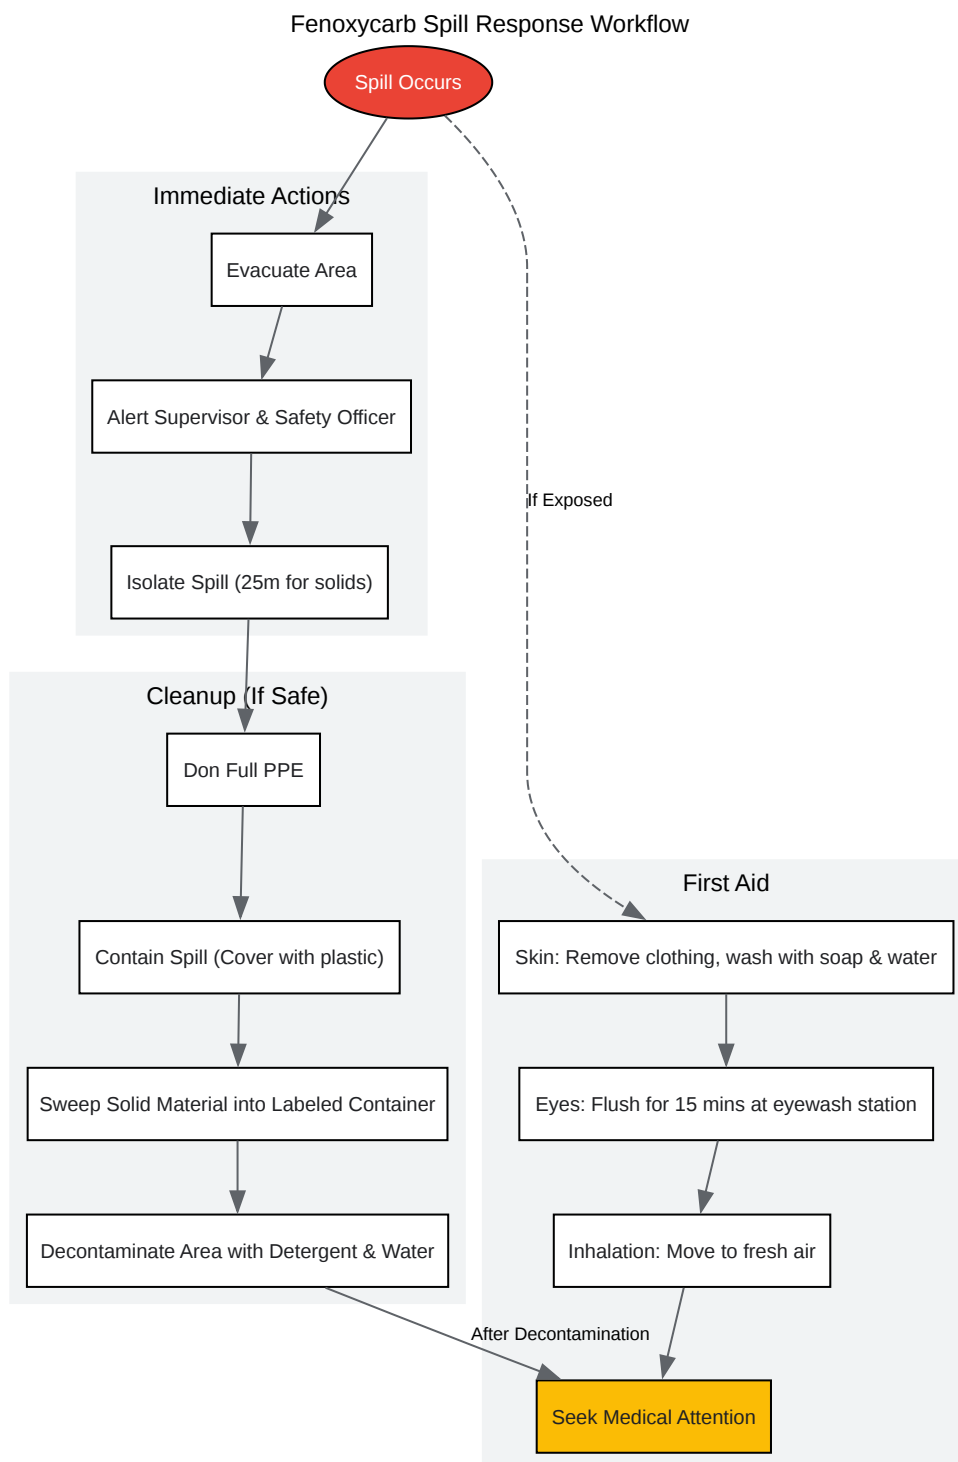 Fenoxycarb Spill Response Workflow
Spill Occurs
Immediate Actions
Evacuate Area
Alert Supervisor & Safety Officer
If Exposed
Isolate Spill (25m for solids)
Cleanup (If Safe)
Don Full PPE
Contain Spill (Cover with plastic)
Sweep Solid Material into Labeled Container
Decontaminate Area with Detergent & Water
First Aid
Skin: Remove clothing, wash with soap & water
Eyes: Flush for 15 mins at eyewash station
Inhalation: Move to fresh air
After Decontamination
Seek Medical Attention